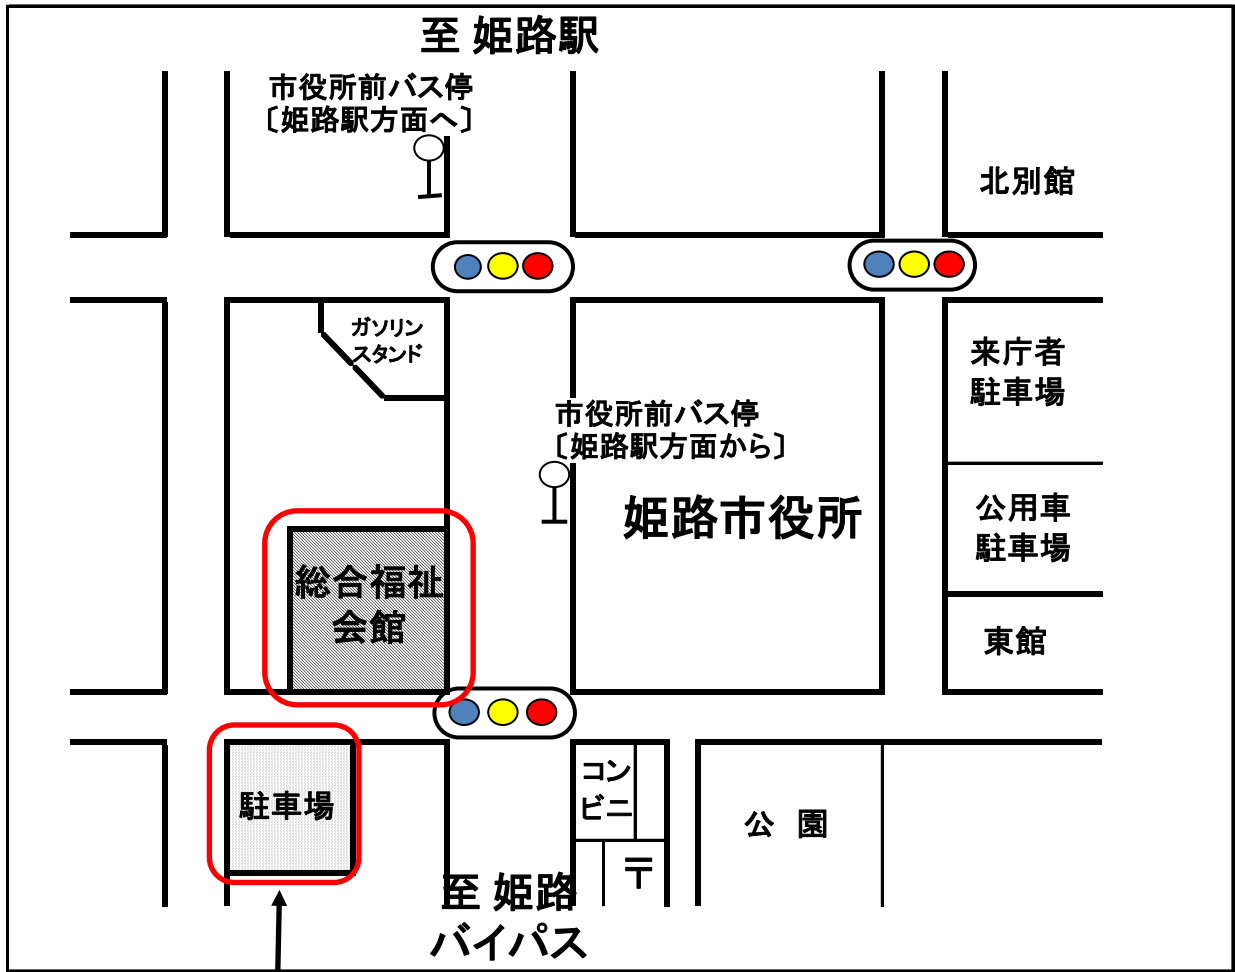 至 姫路駅
市役所前バス停
〔姫路駅方面へ〕
北別館
ガソリン
スタンド
来庁者
駐車場
市役所前バス停
〔姫路駅方面から〕
姫路市役所
公用車
駐車場
総合福祉
会館
東館
コン
ビニ
駐車場
公 園
〒
至 姫路
バイパス